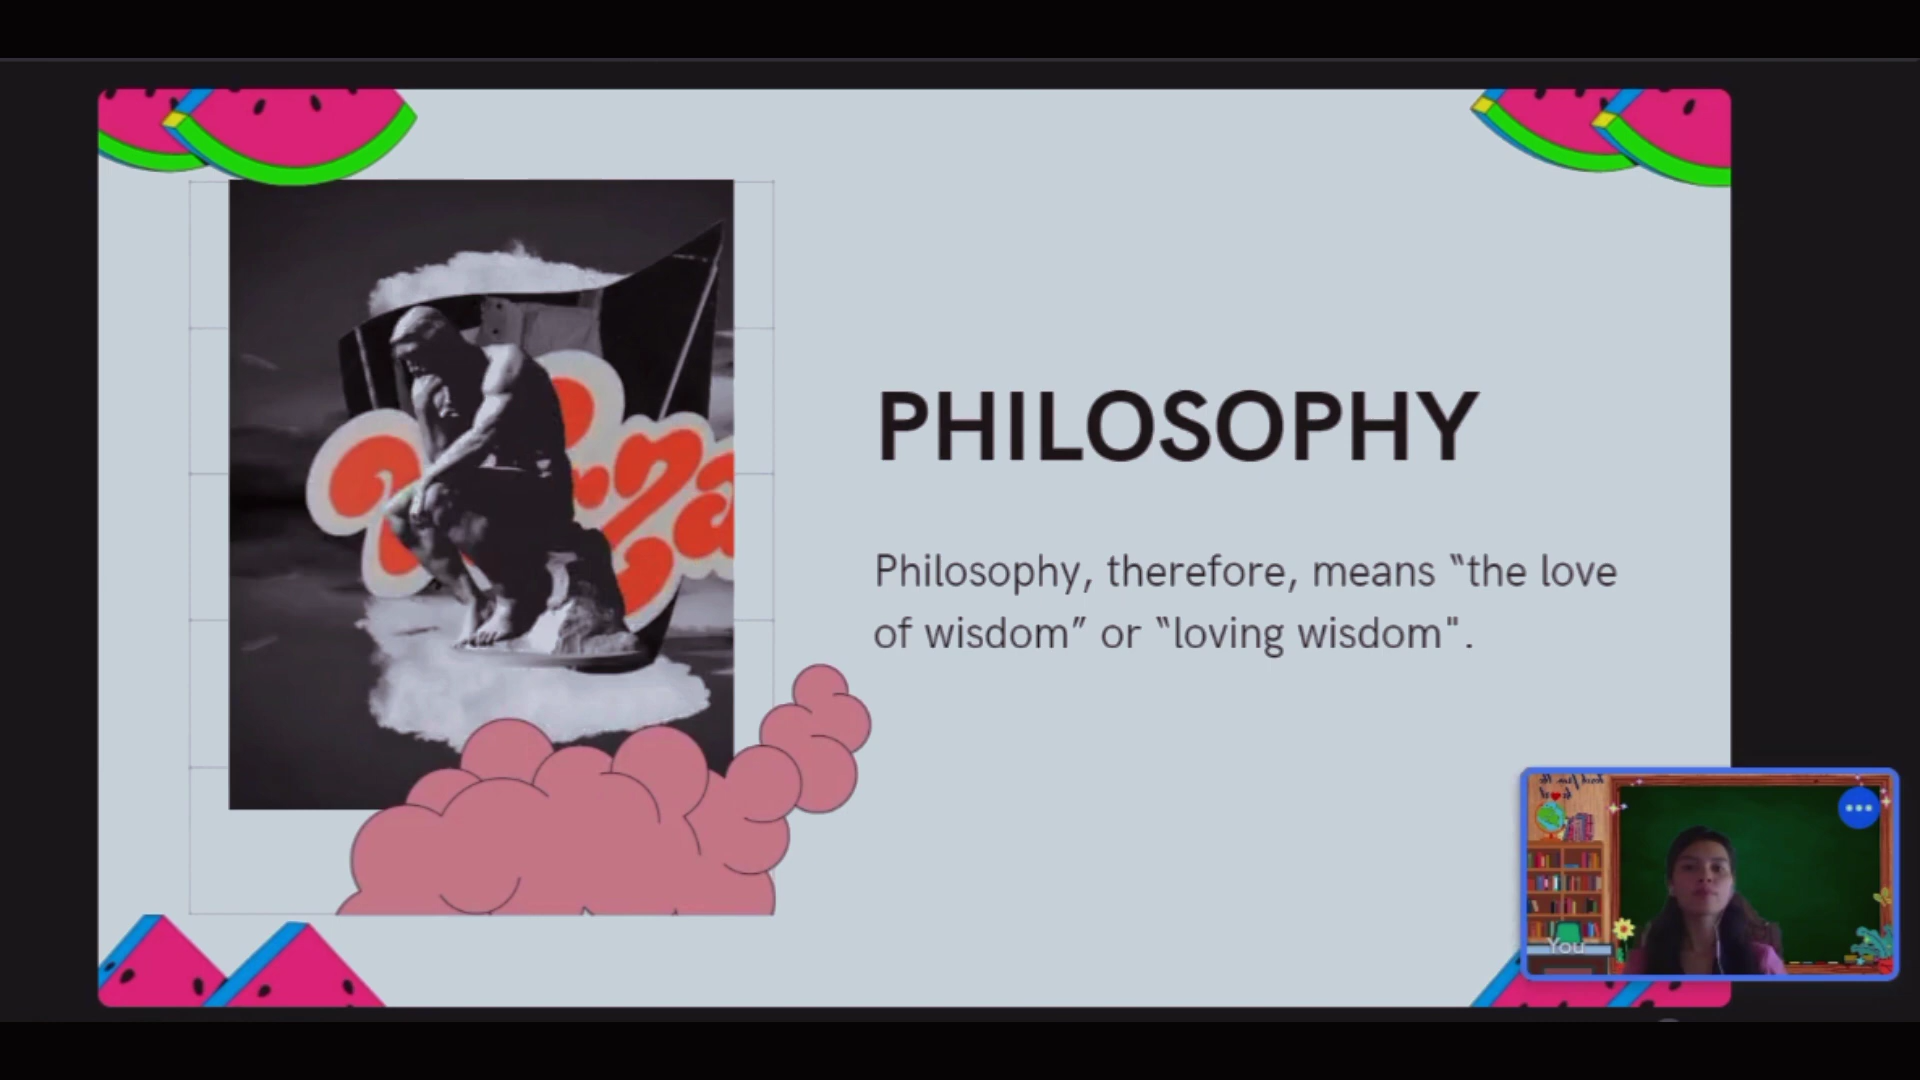 PHILOSOPHY
Philosophy, therefore, means “the love
of wisdom” or “loving wisdom".
You